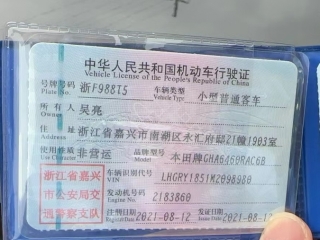 中华人民共和国机动车行驶证
Vehicle License of the People's Republic of China
号牌号码 浙F988T5 车辆类型 小型普通客车
Plate No. Vehicle Type
所有人 吴亮
Owner
住址 浙江省嘉兴市南湖区永汇府邸21幢1903室
Address
使用性质 非营运 品牌型号 本田牌GHA6460RAC6B
Use Character Model
浙江省嘉兴
市公安局交
通警察支队
车辆识别代号 LHGRY1851M2098980
VIN
发动机号码 2183860
Engine No.
注册日期 2021-08-12 发证日期 2021-08-12